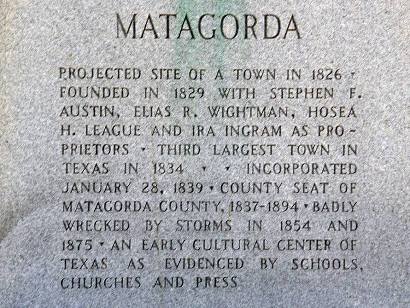 MATAGORDA
PROJECTED SITE OF A TOWN IN 1826 ·
FOUNDED IN 1829 WITH STEPHEN F.
AUSTIN, ELIAS R. WIGHTMAN, HOSEA
H. LEAGUE AND IRA INGRAM AS PRO-
PRIETORS · THIRD LARGEST TOWN IN
TEXAS IN 1834 · · INCORPORATED
JANUARY 28, 1839 · COUNTY SEAT OF
MATAGORDA COUNTY, 1837-1894 · BADLY
WRECKED BY STORMS IN 1854 AND
1875 · AN EARLY CULTURAL CENTER OF
TEXAS AS EVIDENCED BY SCHOOLS,
CHURCHES AND PRESS